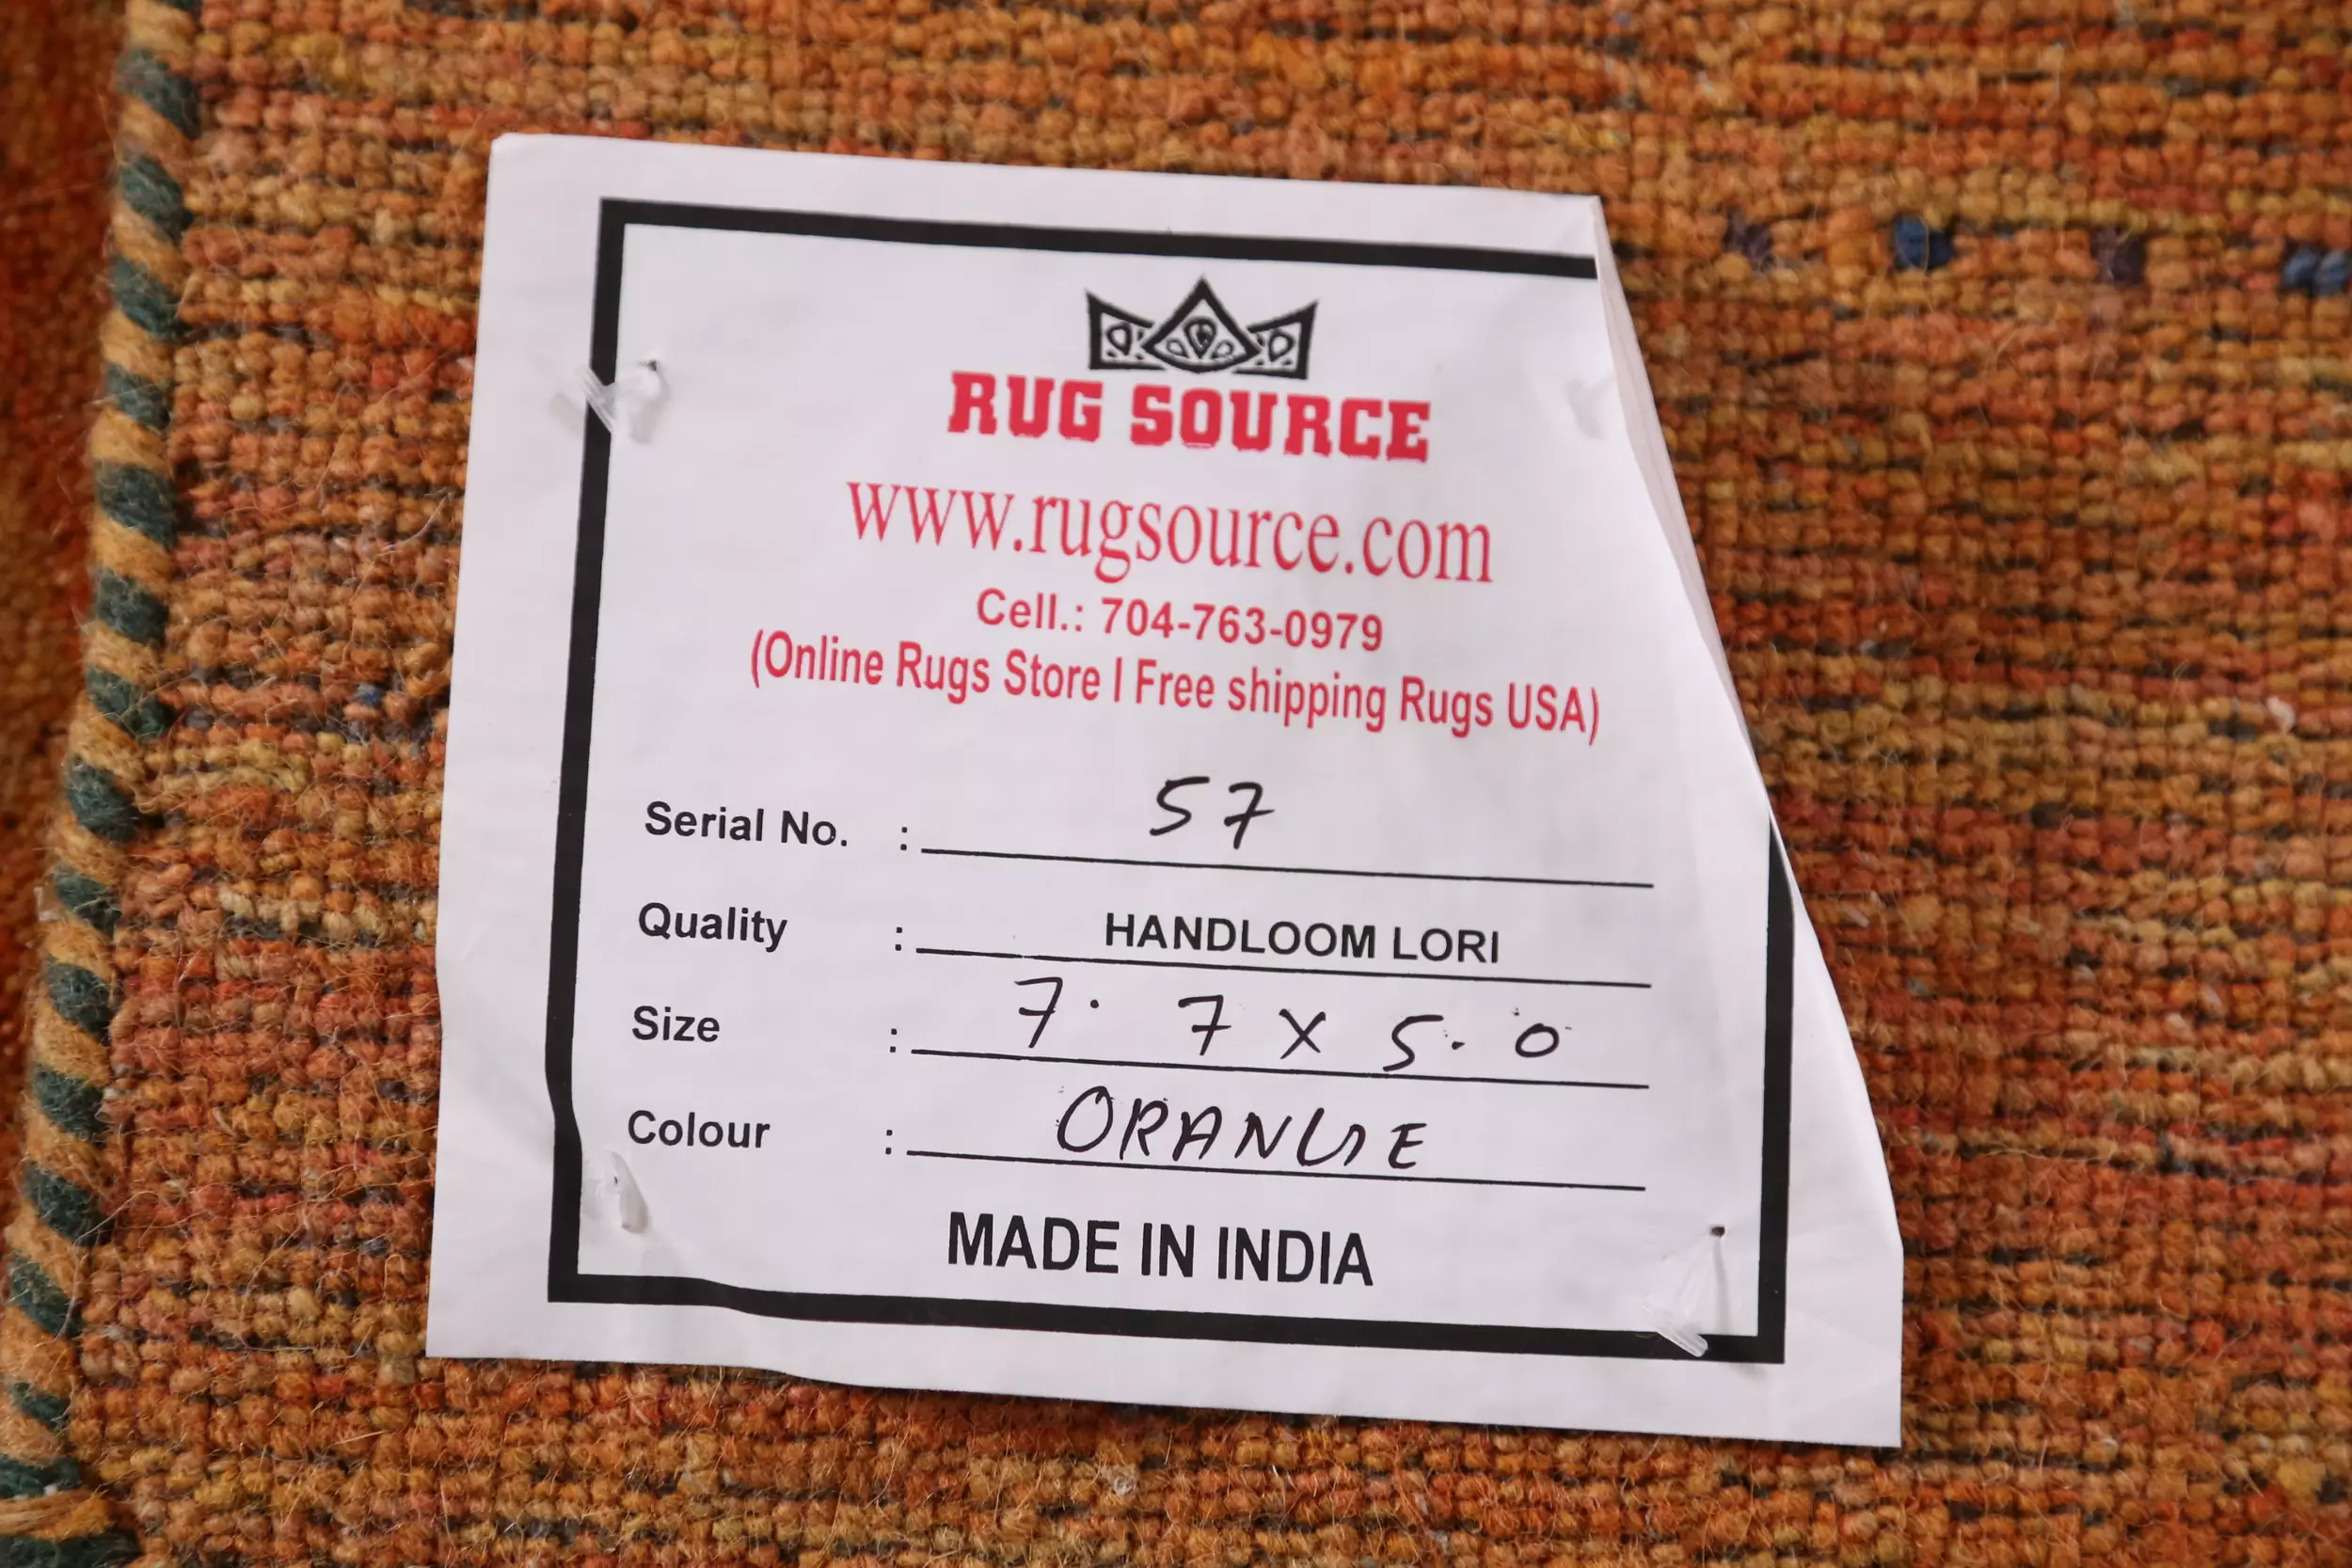 RUG SOURCE
www.rugsource.com
Cell.: 704-763-0979
(Online Rugs Store I Free shipping Rugs USA)
Serial No. : 57
Quality : HANDLOOM LORI
Size : 7. 7 X 5. 0
Colour : ORANGE
MADE IN INDIA